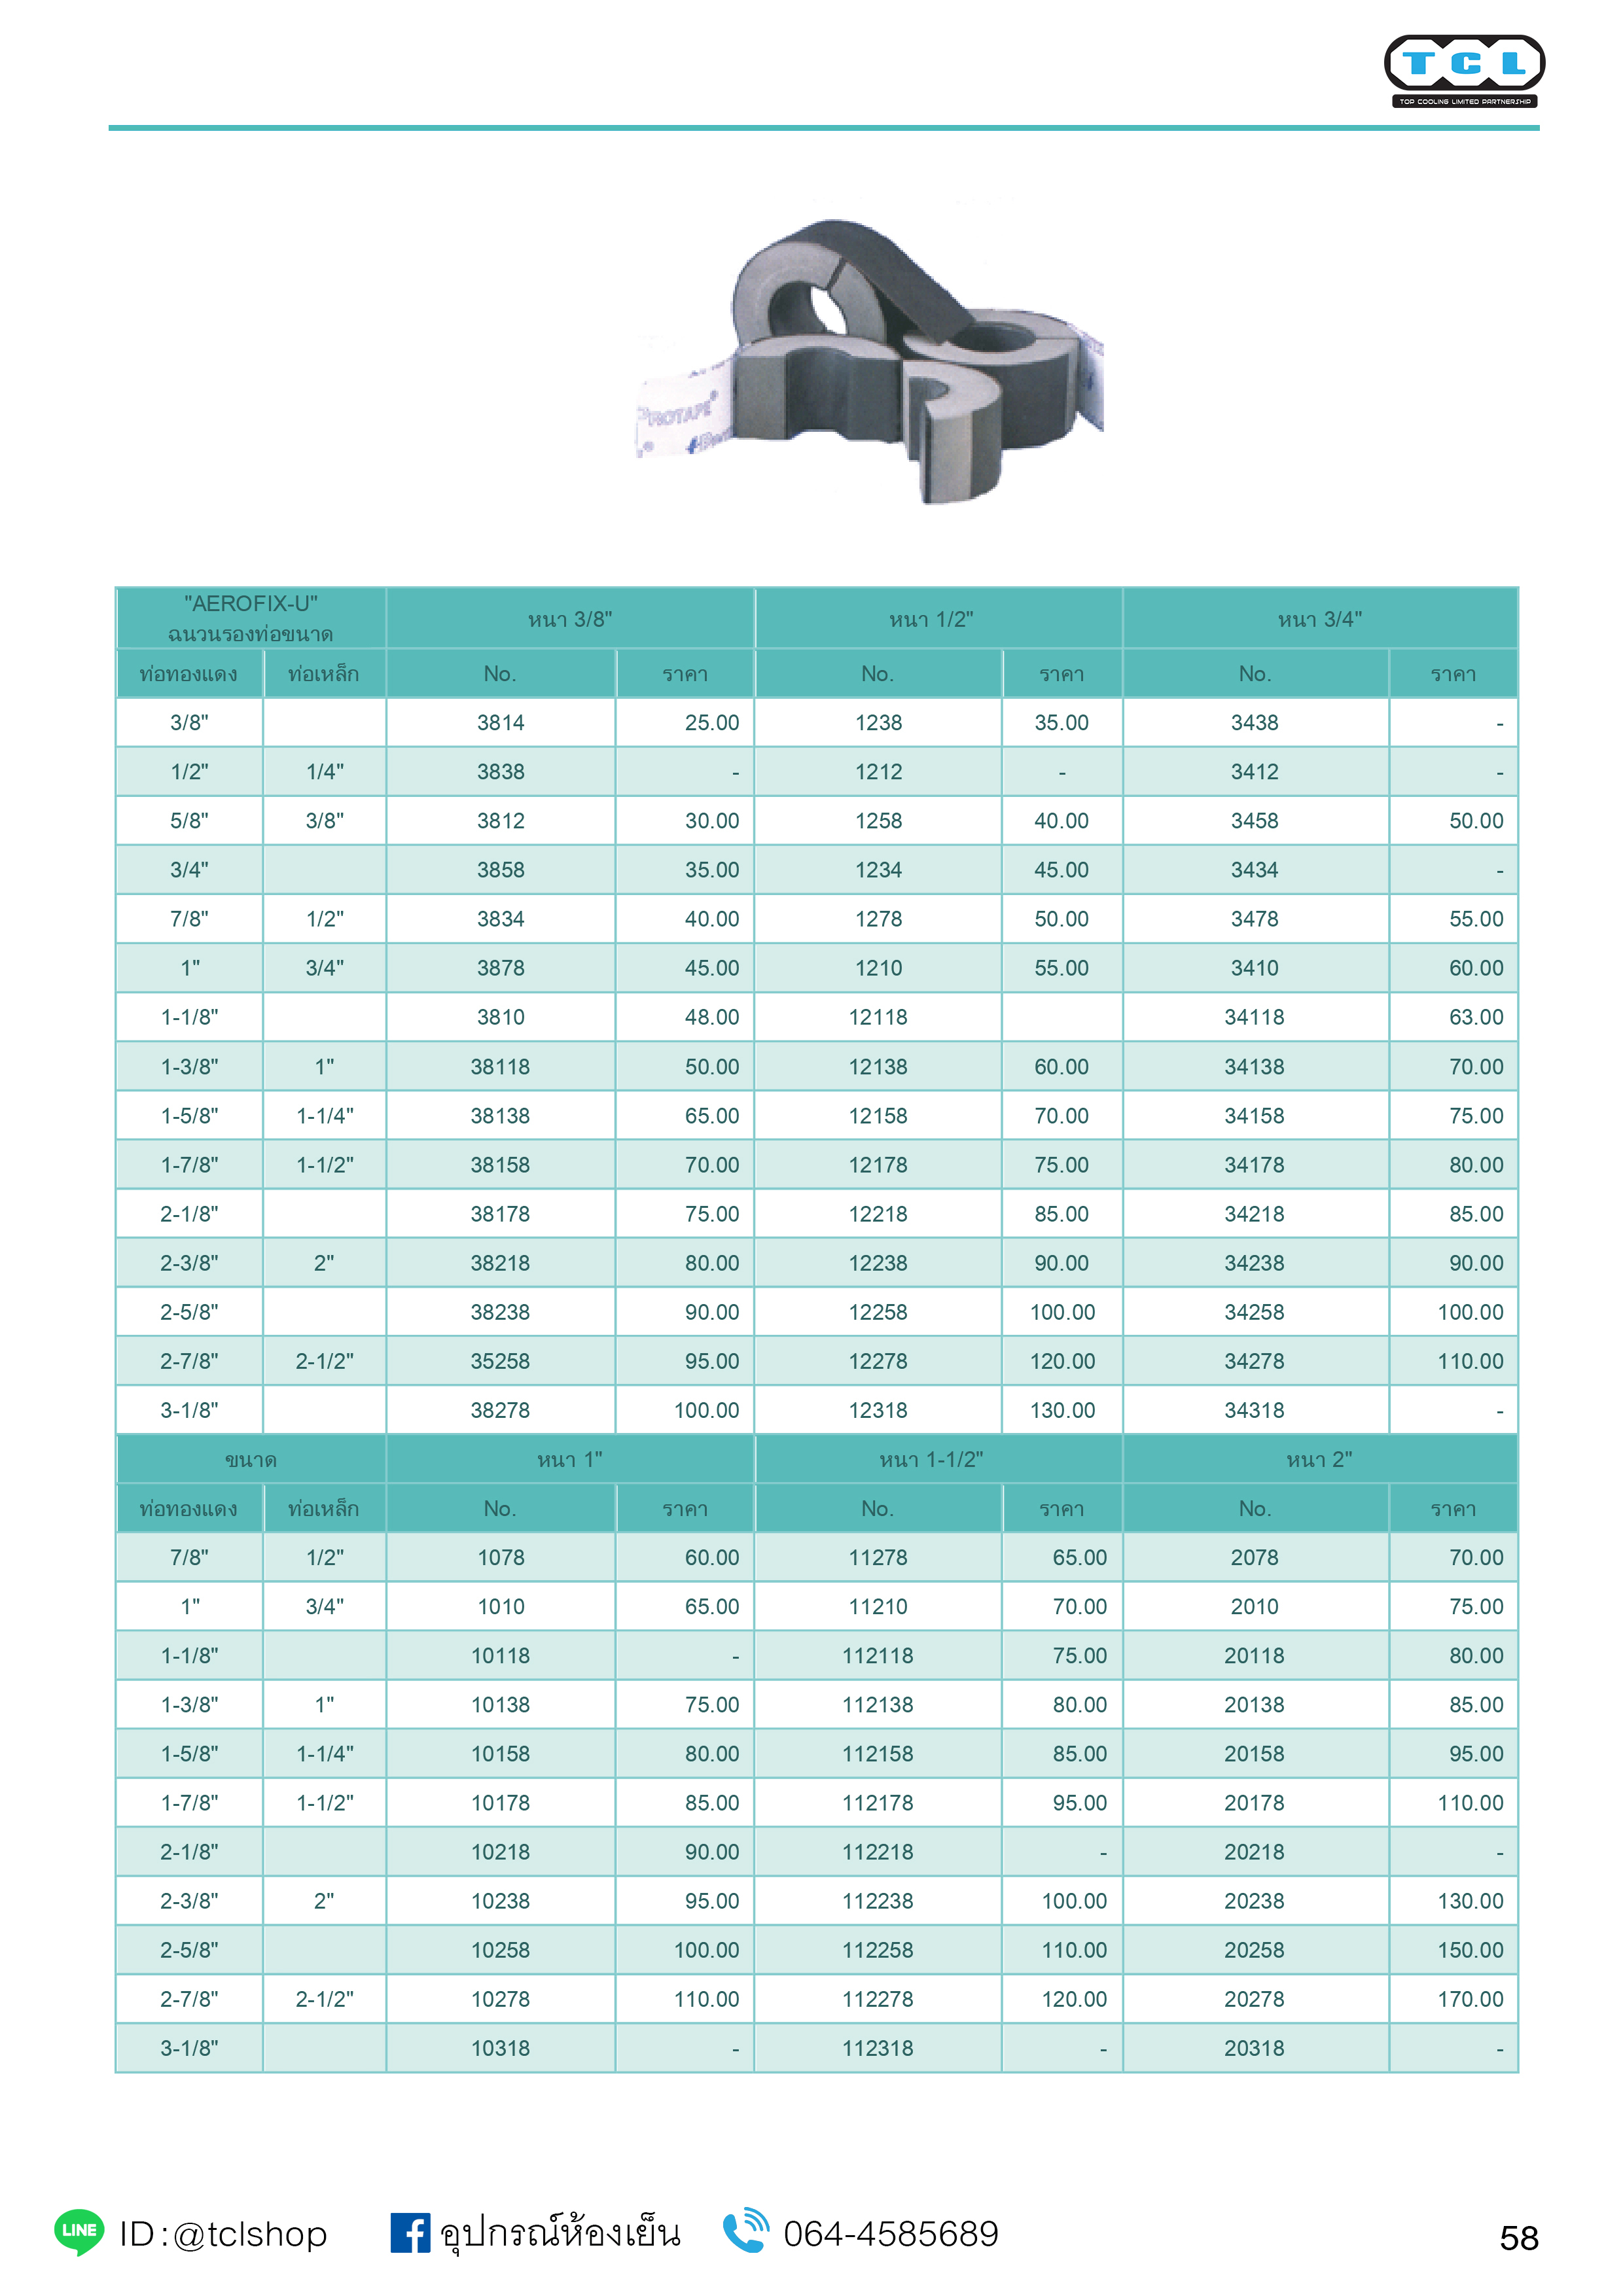 TCL
TOP COOLING LIMITED PARTNERSHIP
PROTAPE®
"AEROFIX-U"
ฉนวนรองท่อขนาด หนา 3/8" หนา 1/2" หนา 3/4"
ท่อทองแดง ท่อเหล็ก No. ราคา No. ราคา No. ราคา
3/8" 3814 25.00 1238 35.00 3438 -
1/2" 1/4" 3838 - 1212 - 3412 -
5/8" 3/8" 3812 30.00 1258 40.00 3458 50.00
3/4" 3858 35.00 1234 45.00 3434 -
7/8" 1/2" 3834 40.00 1278 50.00 3478 55.00
1" 3/4" 3878 45.00 1210 55.00 3410 60.00
1-1/8" 3810 48.00 12118 34118 63.00
1-3/8" 1" 38118 50.00 12138 60.00 34138 70.00
1-5/8" 1-1/4" 38138 65.00 12158 70.00 34158 75.00
1-7/8" 1-1/2" 38158 70.00 12178 75.00 34178 80.00
2-1/8" 38178 75.00 12218 85.00 34218 85.00
2-3/8" 2" 38218 80.00 12238 90.00 34238 90.00
2-5/8" 38238 90.00 12258 100.00 34258 100.00
2-7/8" 2-1/2" 35258 95.00 12278 120.00 34278 110.00
3-1/8" 38278 100.00 12318 130.00 34318 -
ขนาด หนา 1" หนา 1-1/2" หนา 2"
ท่อทองแดง ท่อเหล็ก No. ราคา No. ราคา No. ราคา
7/8" 1/2" 1078 60.00 11278 65.00 2078 70.00
1" 3/4" 1010 65.00 11210 70.00 2010 75.00
1-1/8" 10118 - 112118 75.00 20118 80.00
1-3/8" 1" 10138 75.00 112138 80.00 20138 85.00
1-5/8" 1-1/4" 10158 80.00 112158 85.00 20158 95.00
1-7/8" 1-1/2" 10178 85.00 112178 95.00 20178 110.00
2-1/8" 10218 90.00 112218 - 20218 -
2-3/8" 2" 10238 95.00 112238 100.00 20238 130.00
2-5/8" 10258 100.00 112258 110.00 20258 150.00
2-7/8" 2-1/2" 10278 110.00 112278 120.00 20278 170.00
3-1/8" 10318 - 112318 - 20318 -
LINE ID : @tclshop อุปกรณ์ห้องเย็น 064-4585689 58